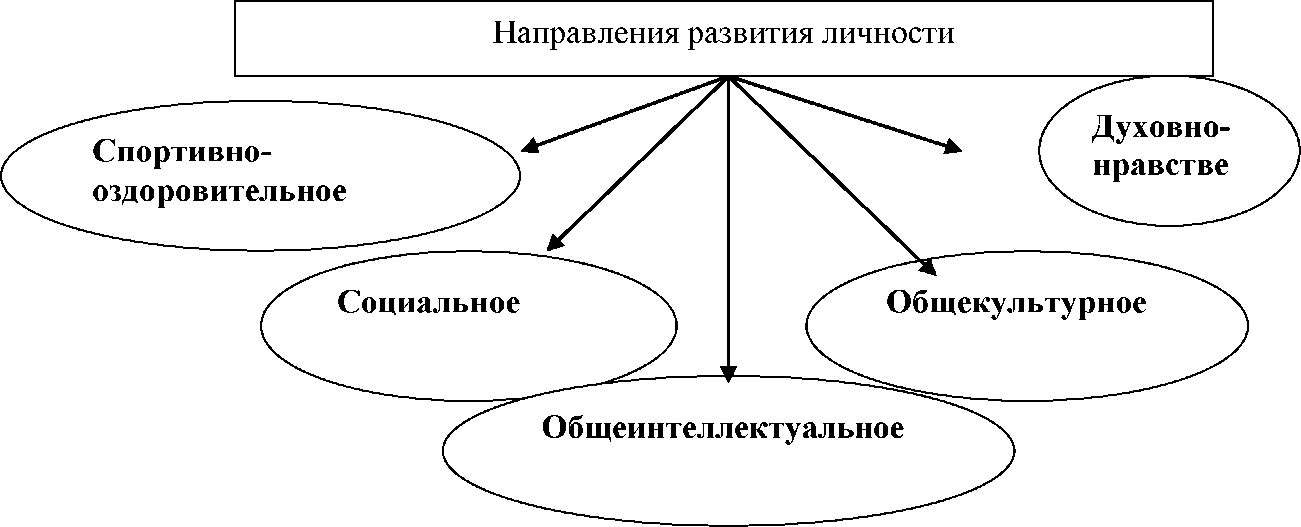 Направления развития личности
Спортивно-
оздоровительное
Духовно-
нравстве
Социальное
Общекультурное
Общеинтеллектуальное